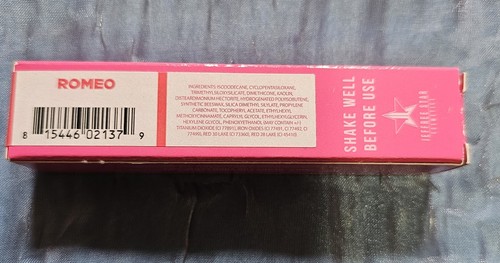 ROMEO
8 15446 02137 9
INGREDIENTS: ISODODECANE, CYCLOPENTASILOXANE,
TRIMETHYLSILOXYSILICATE, DIMETHICONE, KAOLIN,
DISTEARDIMONIUM HECTORITE, HYDROGENATED POLYISOBUTENE,
SYNTHETIC BEESWAX, SILICA DIMETHYL SILYLATE, PROPYLENE
CARBONATE, TOCOPHERYL ACETATE, ETHYLHEXYL
METHOXYCINNAMATE, CAPRYLYL GLYCOL, ETHYLHEXYLGLYCERIN,
HEXYLENE GLYCOL, PHENOXYETHANOL (MAY CONTAIN +/-)
TITANIUM DIOXIDE (CI 77891), IRON OXIDES (CI 77491, CI 77492, CI
77499), RED 30 LAKE (CI 73360), RED 28 LAKE (CI 45410)
SHAKE WELL
BEFORE USE
JEFFREE STAR